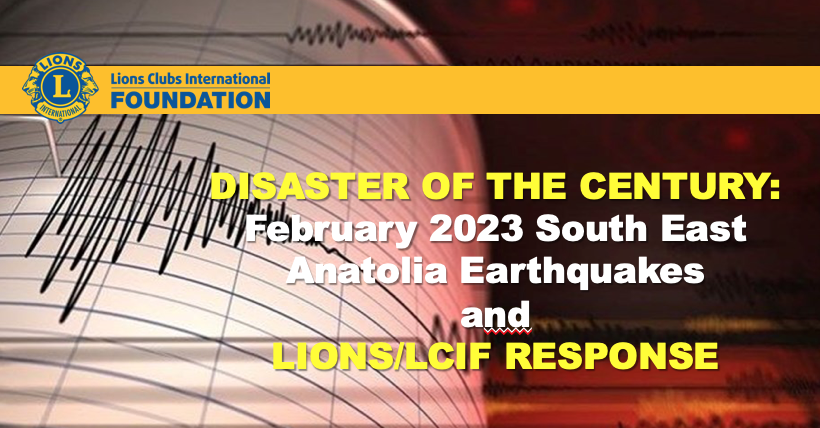 LIONS
L
INTERNATIONAL
Lions Clubs International
FOUNDATION
DISASTER OF THE CENTURY:
February 2023 South East
Anatolia Earthquakes
and
LIONS/LCIF RESPONSE